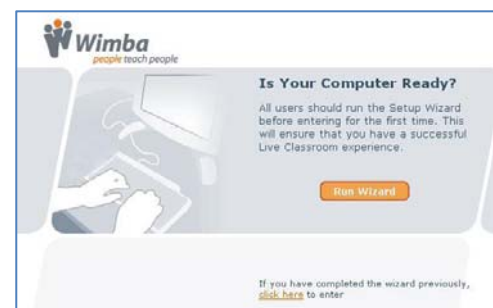 Wimba
people teach people
Is Your Computer Ready?
All users should run the Setup Wizard
before entering for the first time. This
will ensure that you have a successful
Live Classroom experience.
Run Wizard
If you have completed the wizard previously,
click here to enter